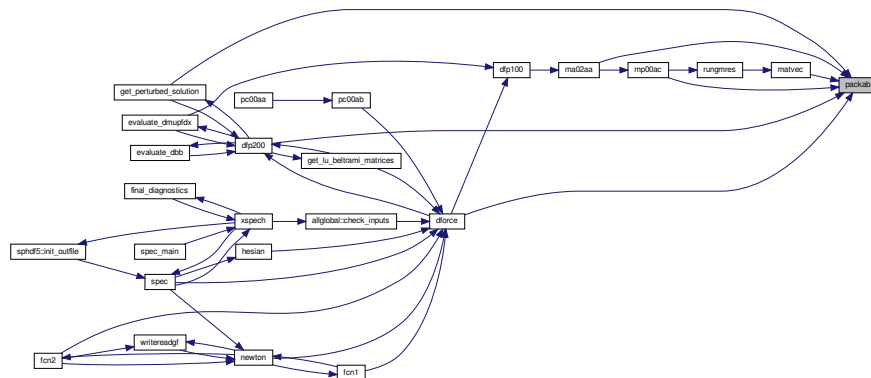 dfp100
ma02aa
mp00ac
rungmres
matvec
packab
get_perturbed_solution
pc00aa
pc00ab
evaluate_dmupfdx
dfp200
evaluate_dbb
get_lu_beltrami_matrices
final_diagnostics
xspech
allglobal::check_inputs
dforce
sphdf5::init_outfile
spec_main
hesian
spec
writereadgf
fcn2
newton
fcn1